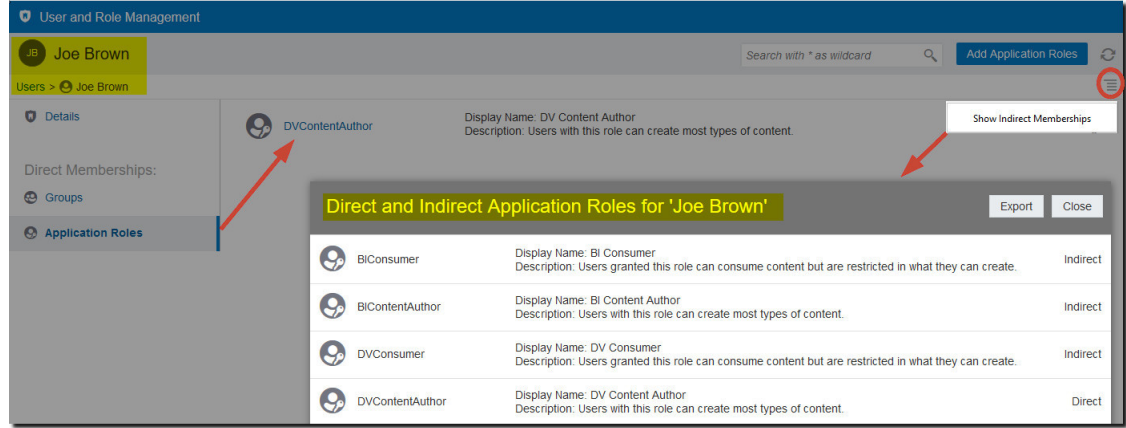 User and Role Management
JB Joe Brown
Search with * as wildcard
Add Application Roles
Users > Joe Brown
Details
DVContentAuthor
Display Name: DV Content Author
Description: Users with this role can create most types of content.
Show Indirect Memberships
Direct Memberships:
Groups
Application Roles
Direct and Indirect Application Roles for 'Joe Brown'
Export
Close
BIConsumer
Display Name: BI Consumer
Description: Users granted this role can consume content but are restricted in what they can create.
Indirect
BIContentAuthor
Display Name: BI Content Author
Description: Users with this role can create most types of content.
Indirect
DVConsumer
Display Name: DV Consumer
Description: Users granted this role can consume content but are restricted in what they can create.
Indirect
DVContentAuthor
Display Name: DV Content Author
Description: Users with this role can create most types of content.
Direct